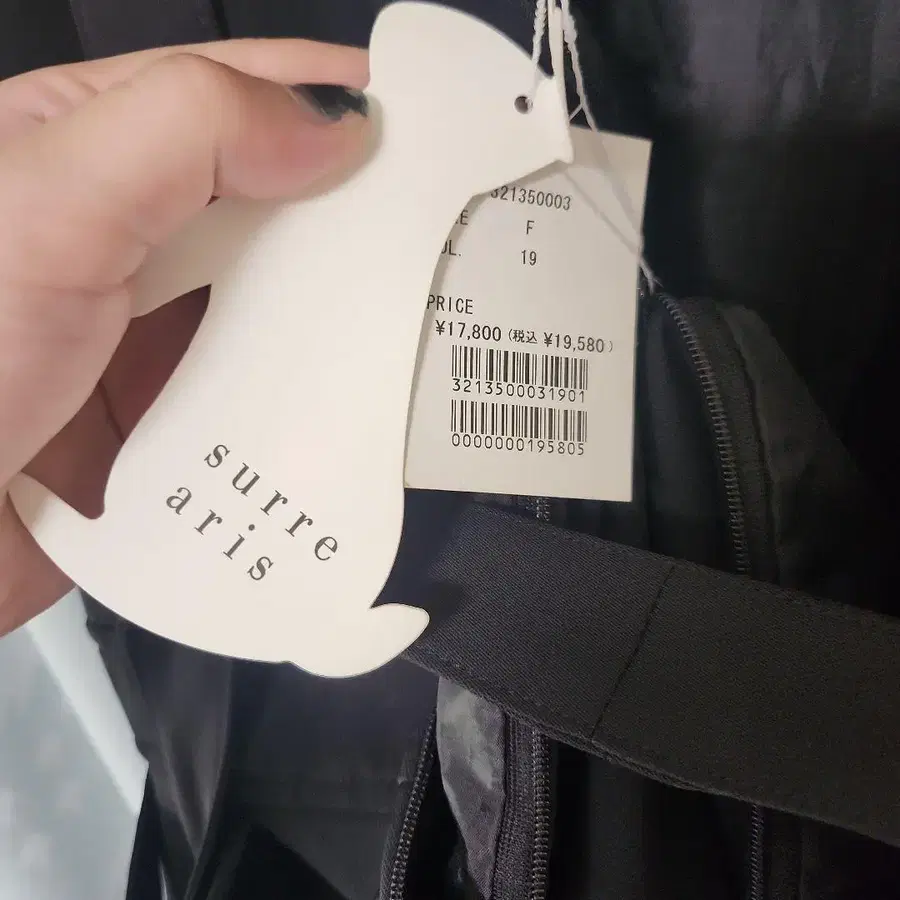 surre
aris
321350003
F
19
PRICE
¥17,800 (税込 ¥19,580)
3213500031901
0000000195805